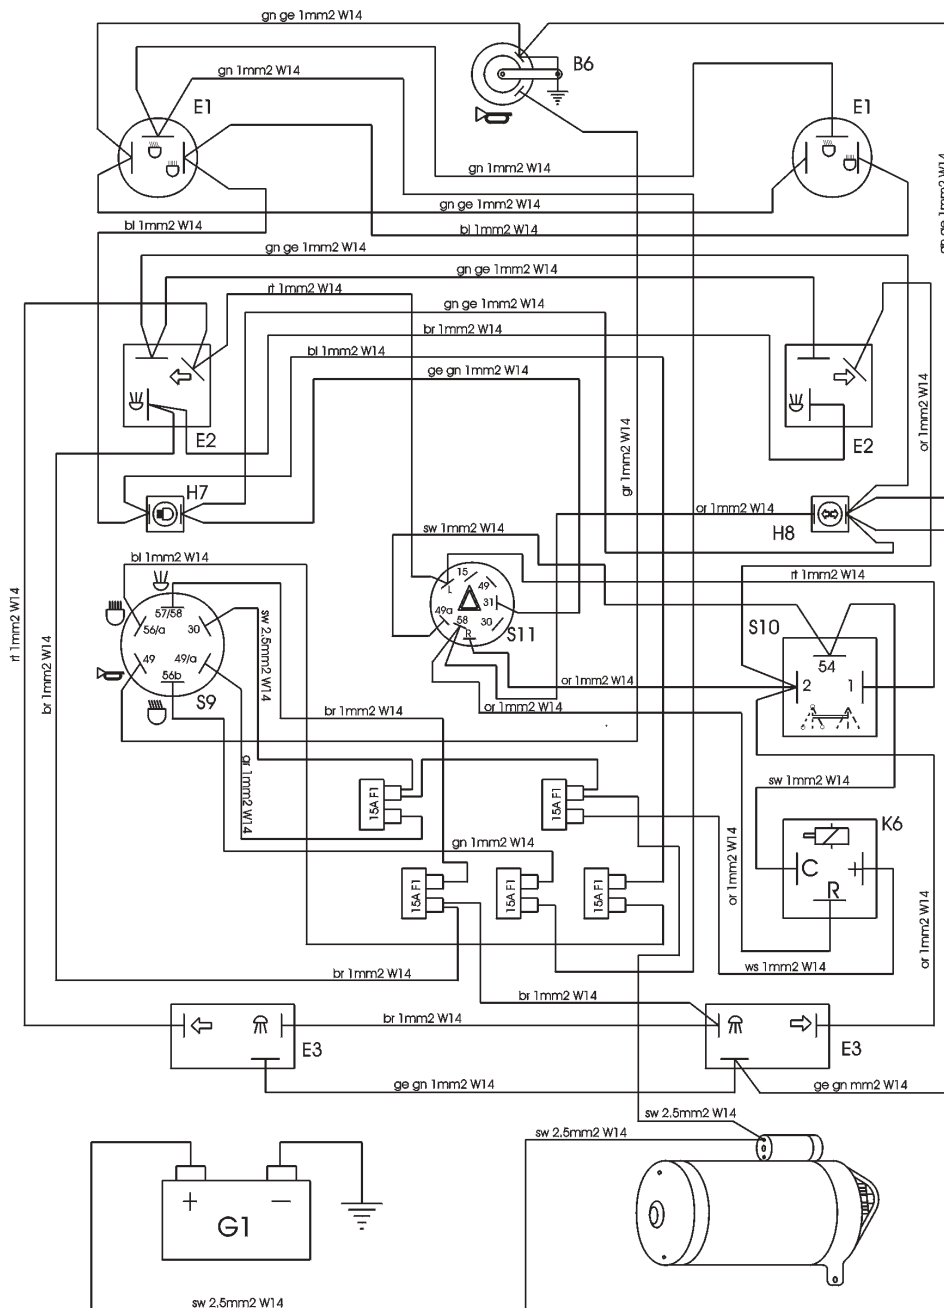 gn ge 1mm2 W14
B6
gn 1mm2 W14
E1
E1
gn 1mm2 W14
gn ge 1mm2 W14
gn ge 1mm2 W14
bl 1mm2 W14
bl 1mm2 W14
gn ge 1mm2 W14
gn ge 1mm2 W14
rt 1mm2 W14
gn ge 1mm2 W14
br 1mm2 W14
bl 1mm2 W14
ge gn 1mm2 W14
or 1mm2 W14
E2
E2
gr 1mm2 W14
H7
or 1mm2 W14
H8
sw 1mm2 W14
bl 1mm2 W14
rt 1mm2 W14
rt 1mm2 W14
15
L
49
31
49a
58
30
R
S11
57/58
56/a
30
49
49/a
56b
S9
sw 2.5mm2 W14
S10
54
2
1
br 1mm2 W14
or 1mm2 W14
or 1mm2 W14
br 1mm2 W14
gr 1mm2 W14
15A F1
15A F1
sw 1mm2 W14
K6
C
+
R
gn 1mm2 W14
or 1mm2 W14
15A F1
15A F1
15A F1
or 1mm2 W14
br 1mm2 W14
ws 1mm2 W14
br 1mm2 W14
br 1mm2 W14
E3
E3
ge gn 1mm2 W14
ge gn mm2 W14
sw 2.5mm2 W14
sw 2.5mm2 W14
+
−
G1
sw 2.5mm2 W14